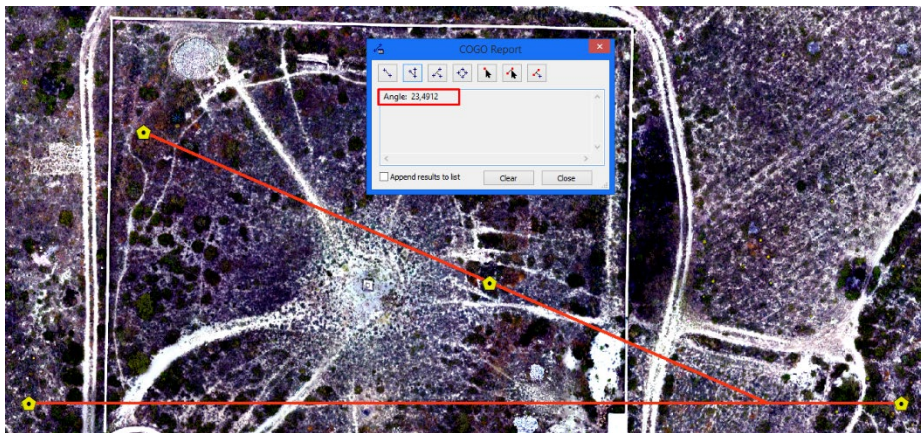 COGO Report
Angle: 23,4912
Append results to list
Clear
Close